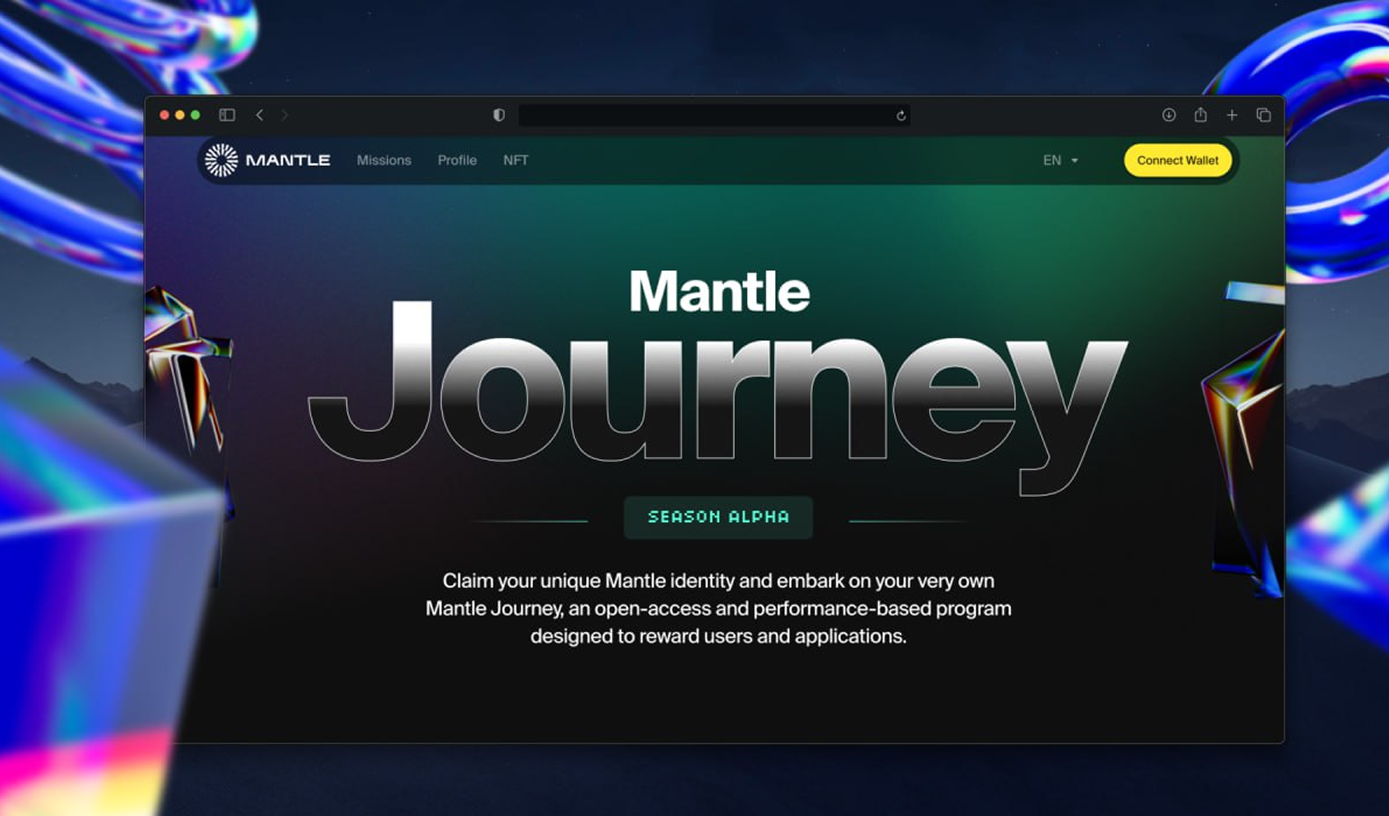 MANTLE Missions Profile NFT EN Connect Wallet
Mantle
Journey
SEASON ALPHA
Claim your unique Mantle identity and embark on your very own
Mantle Journey, an open-access and performance-based program
designed to reward users and applications.